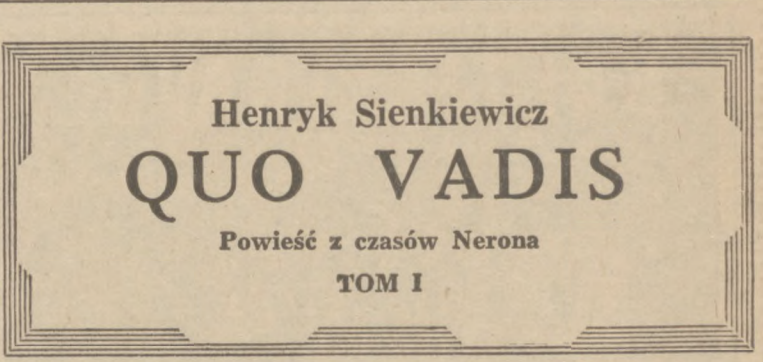 Henryk Sienkiewicz
QUO VADIS
Powieść z czasów Nerona
TOM I